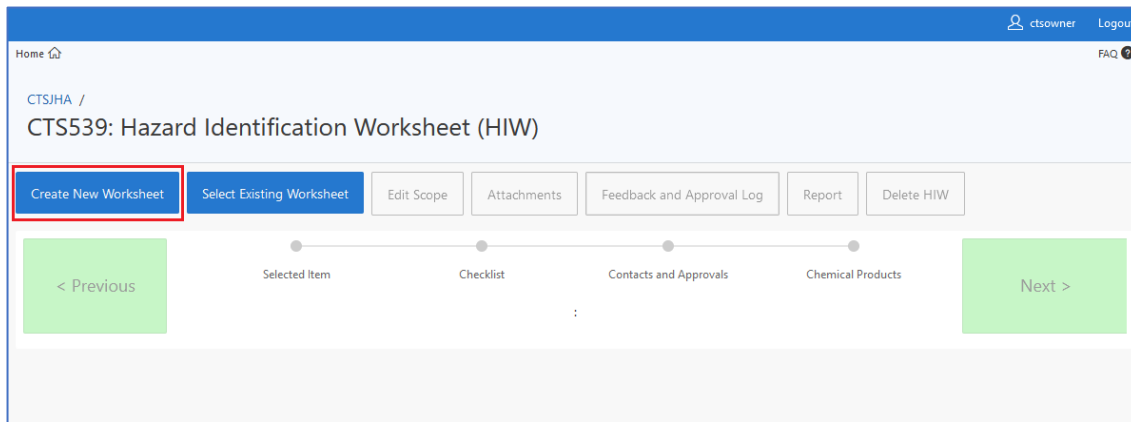 ctsowner Logou
Home FAQ ?
CTSJHA /
CTS539: Hazard Identification Worksheet (HIW)
Create New Worksheet Select Existing Worksheet Edit Scope Attachments Feedback and Approval Log Report Delete HIW
< Previous Selected Item Checklist Contacts and Approvals Chemical Products Next >
: